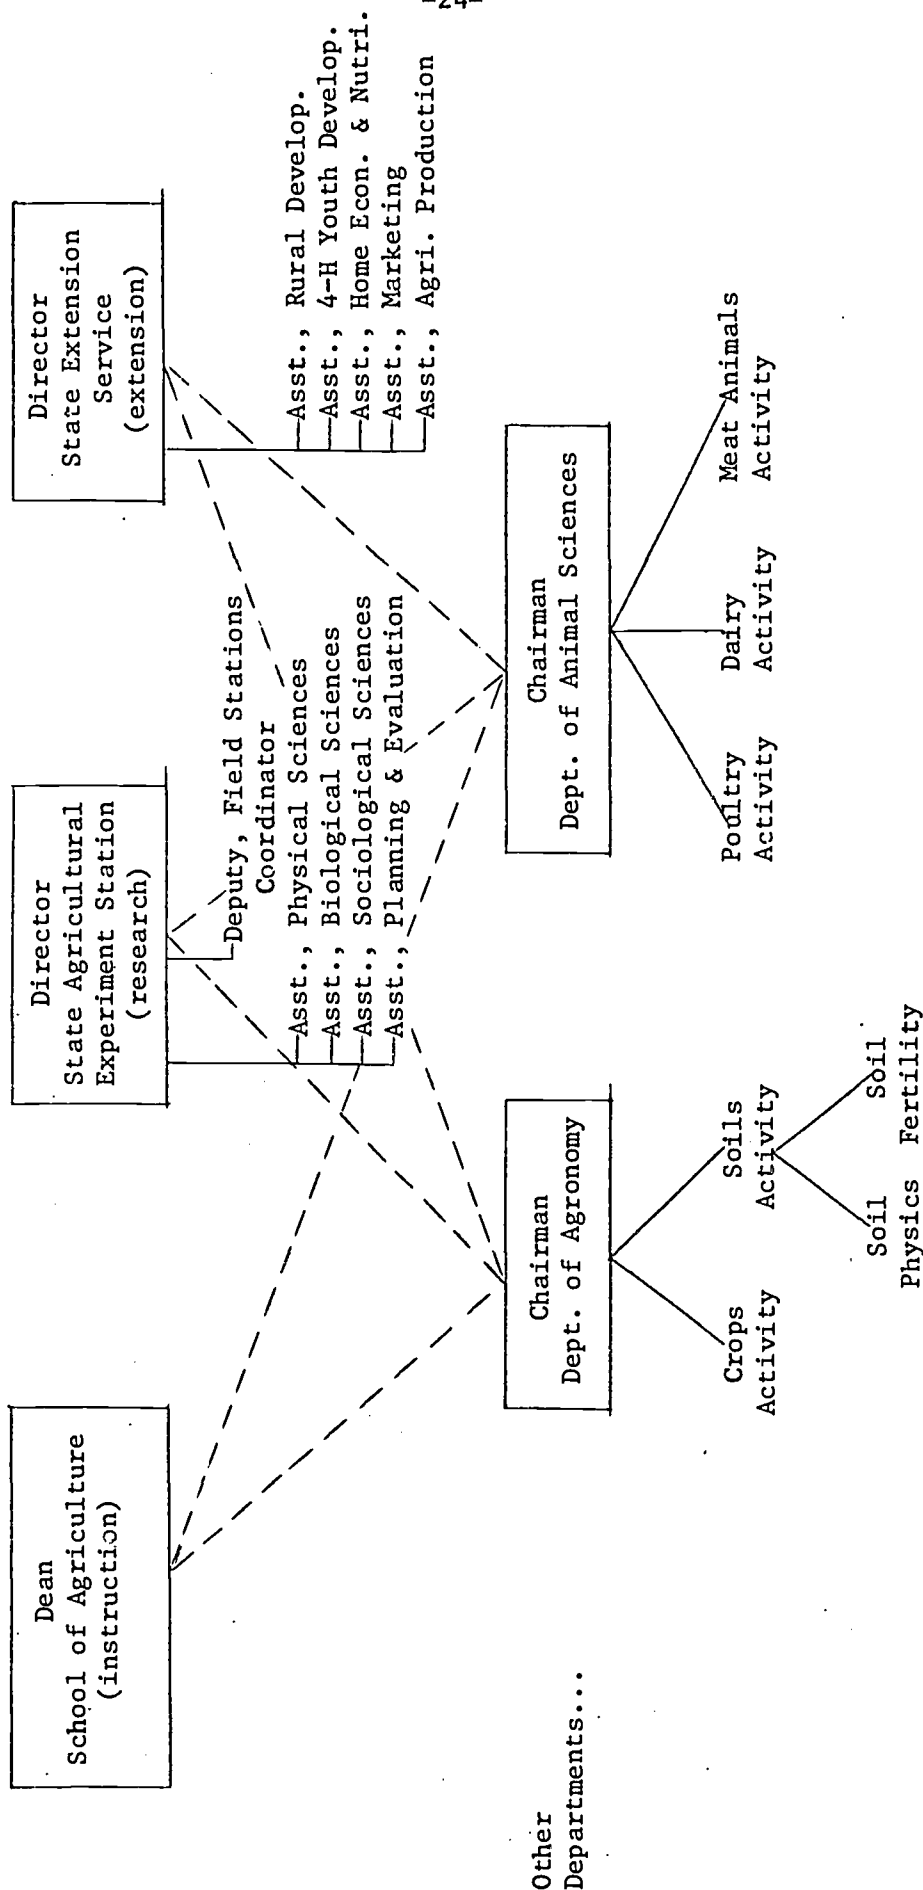 -24-
Dean
School of Agriculture
(instruction)
Director
State Agricultural
Experiment Station
(research)
Director
State Extension
Service
(extension)
Deputy, Field Stations
Coordinator
Asst., Physical Sciences
Asst., Biological Sciences
Asst., Sociological Sciences
Asst., Planning & Evaluation
Asst., Rural Develop.
Asst., 4-H Youth Develop.
Asst., Home Econ. & Nutri.
Asst., Marketing
Asst., Agri. Production
Other
Departments...
Chairman
Dept. of Agronomy
Chairman
Dept. of Animal Sciences
Crops
Activity
Soils
Activity
Poultry
Activity
Dairy
Activity
Meat Animals
Activity
Soil
Physics
Soil
Fertility